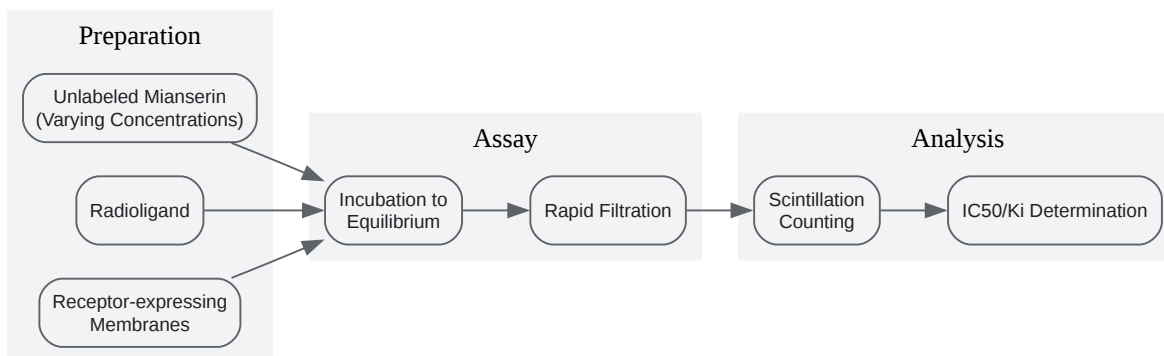 Preparation
Unlabeled Mianserin
(Varying Concentrations)
Radioligand
Receptor-expressing
Membranes
Assay
Incubation to
Equilibrium
Rapid Filtration
Analysis
Scintillation
Counting
IC50/Ki Determination